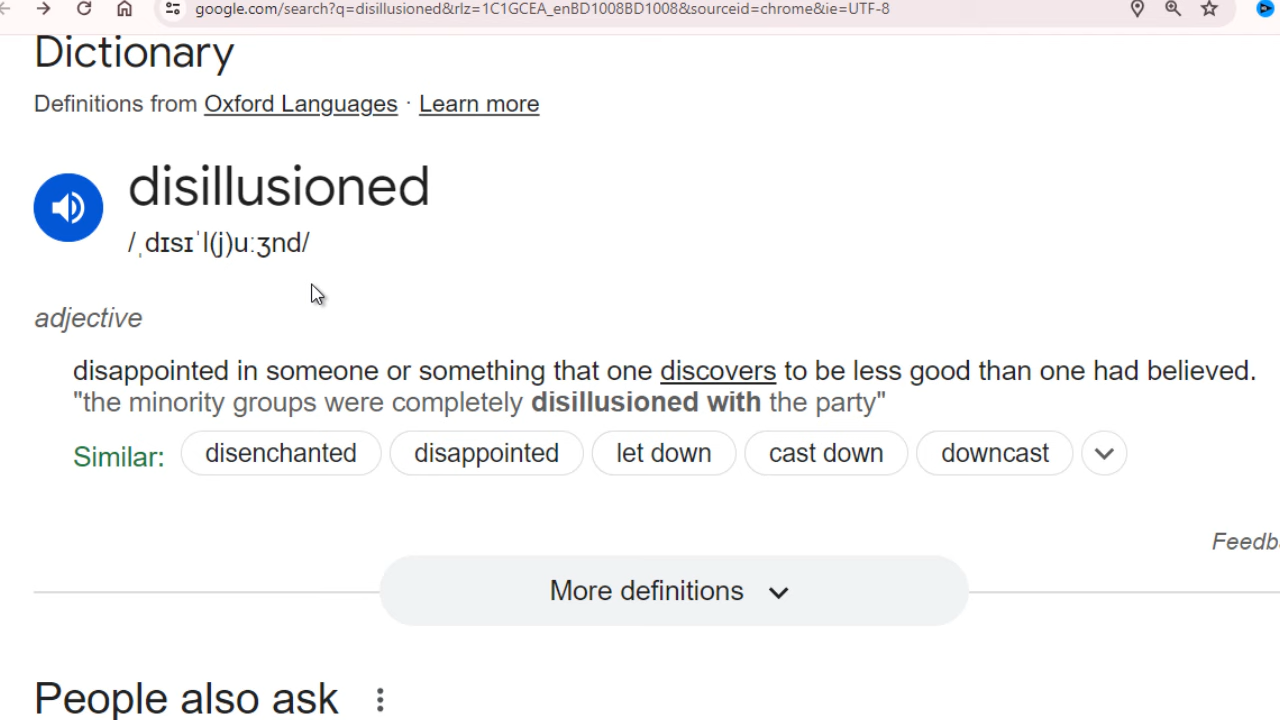 google.com/search?q=disillusioned&rlz=1C1GCEA_enBD1008BD1008&sourceid=chrome&ie=UTF-8
Dictionary
Definitions from Oxford Languages · Learn more
disillusioned
/ˌdɪsɪˈl(j)uːʒnd/
adjective
disappointed in someone or something that one discovers to be less good than one had believed.
"the minority groups were completely disillusioned with the party"
Similar: disenchanted disappointed let down cast down downcast
Feedb
More definitions
People also ask